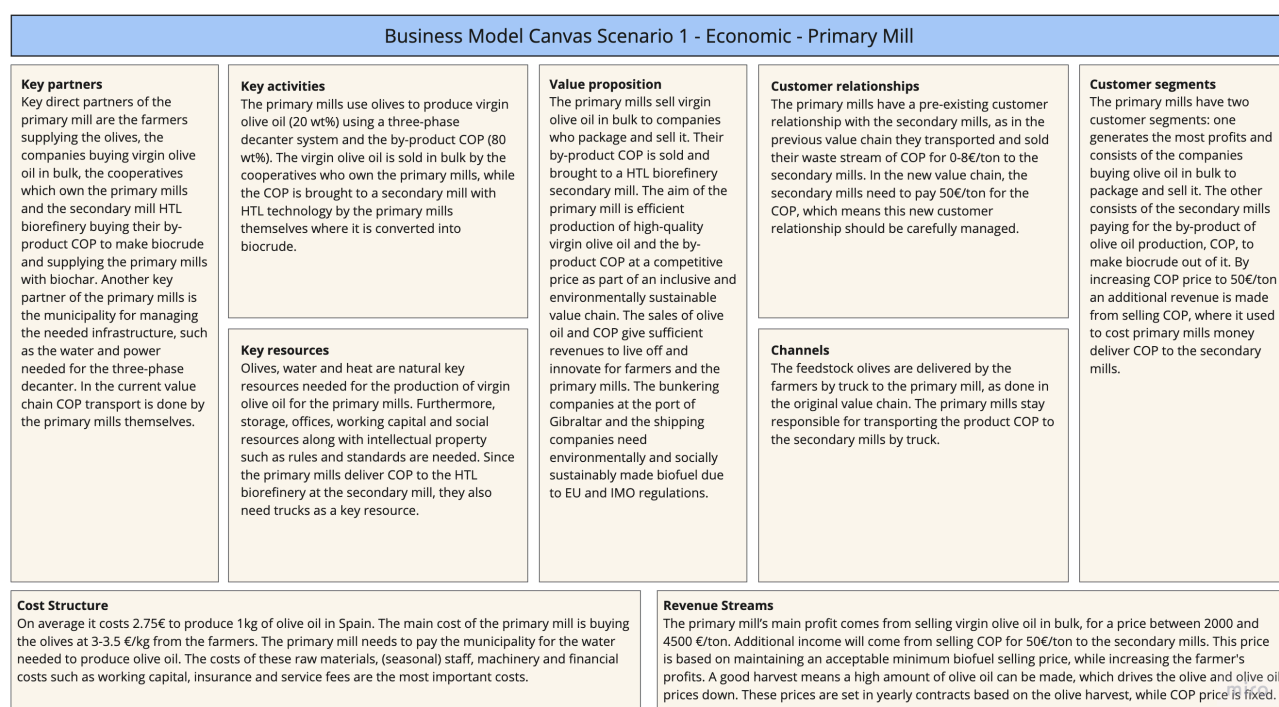 Business Model Canvas Scenario 1 - Economic - Primary Mill
Key partners
Key direct partners of the
primary mill are the farmers
supplying the olives, the
companies buying virgin olive
oil in bulk, the cooperatives
which own the primary mills
and the secondary mill HTL
biorefinery buying their by-
product COP to make biocrude
and supplying the primary mills
with biochar. Another key
partner of the primary mills is
the municipality for managing
the needed infrastructure, such
as the water and power
needed for the three-phase
decanter. In the current value
chain COP transport is done by
the primary mills themselves.
Key activities
The primary mills use olives to produce virgin
olive oil (20 wt%) using a three-phase
decanter system and the by-product COP (80
wt%). The virgin olive oil is sold in bulk by the
cooperatives who own the primary mills, while
the COP is brought to a secondary mill with
HTL technology by the primary mills
themselves where it is converted into
biocrude.
Key resources
Olives, water and heat are natural key
resources needed for the production of virgin
olive oil for the primary mills. Furthermore,
storage, offices, working capital and social
resources along with intellectual property
such as rules and standards are needed. Since
the primary mills deliver COP to the HTL
biorefinery at the secondary mill, they also
need trucks as a key resource.
Value proposition
The primary mills sell virgin
olive oil in bulk to companies
who package and sell it. Their
by-product COP is sold and
brought to a HTL biorefinery
secondary mill. The aim of the
primary mill is efficient
production of high-quality
virgin olive oil and the by-
product COP at a competitive
price as part of an inclusive and
environmentally sustainable
value chain. The sales of olive
oil and COP give sufficient
revenues to live off and
innovate for farmers and the
primary mills. The bunkering
companies at the port of
Gibraltar and the shipping
companies need
environmentally and socially
sustainably made biofuel due
to EU and IMO regulations.
Customer relationships
The primary mills have a pre-existing customer
relationship with the secondary mills, as in the
previous value chain they transported and sold
their waste stream of COP for 0-8€/ton to the
secondary mills. In the new value chain, the
secondary mills need to pay 50€/ton for the
COP, which means this new customer
relationship should be carefully managed.
Channels
The feedstock olives are delivered by the
farmers by truck to the primary mill, as done in
the original value chain. The primary mills stay
responsible for transporting the product COP to
the secondary mills by truck.
Customer segments
The primary mills have two
customer segments: one
generates the most profits and
consists of the companies
buying olive oil in bulk to
package and sell it. The other
consists of the secondary mills
paying for the by-product of
olive oil production, COP, to
make biocrude out of it. By
increasing COP price to 50€/ton
an additional revenue is made
from selling COP, where it used
to cost primary mills money
deliver COP to the secondary
mills.
Cost Structure
On average it costs 2.75€ to produce 1kg of olive oil in Spain. The main cost of the primary mill is buying
the olives at 3-3.5 €/kg from the farmers. The primary mill needs to pay the municipality for the water
needed to produce olive oil. The costs of these raw materials, (seasonal) staff, machinery and financial
costs such as working capital, insurance and service fees are the most important costs.
Revenue Streams
The primary mill's main profit comes from selling virgin olive oil in bulk, for a price between 2000 and
4500 €/ton. Additional income will come from selling COP for 50€/ton to the secondary mills. This price
is based on maintaining an acceptable minimum biofuel selling price, while increasing the farmer's
profits. A good harvest means a high amount of olive oil can be made, which drives the olive and olive oil
prices down. These prices are set in yearly contracts based on the olive harvest, while COP price is fixed.
miro